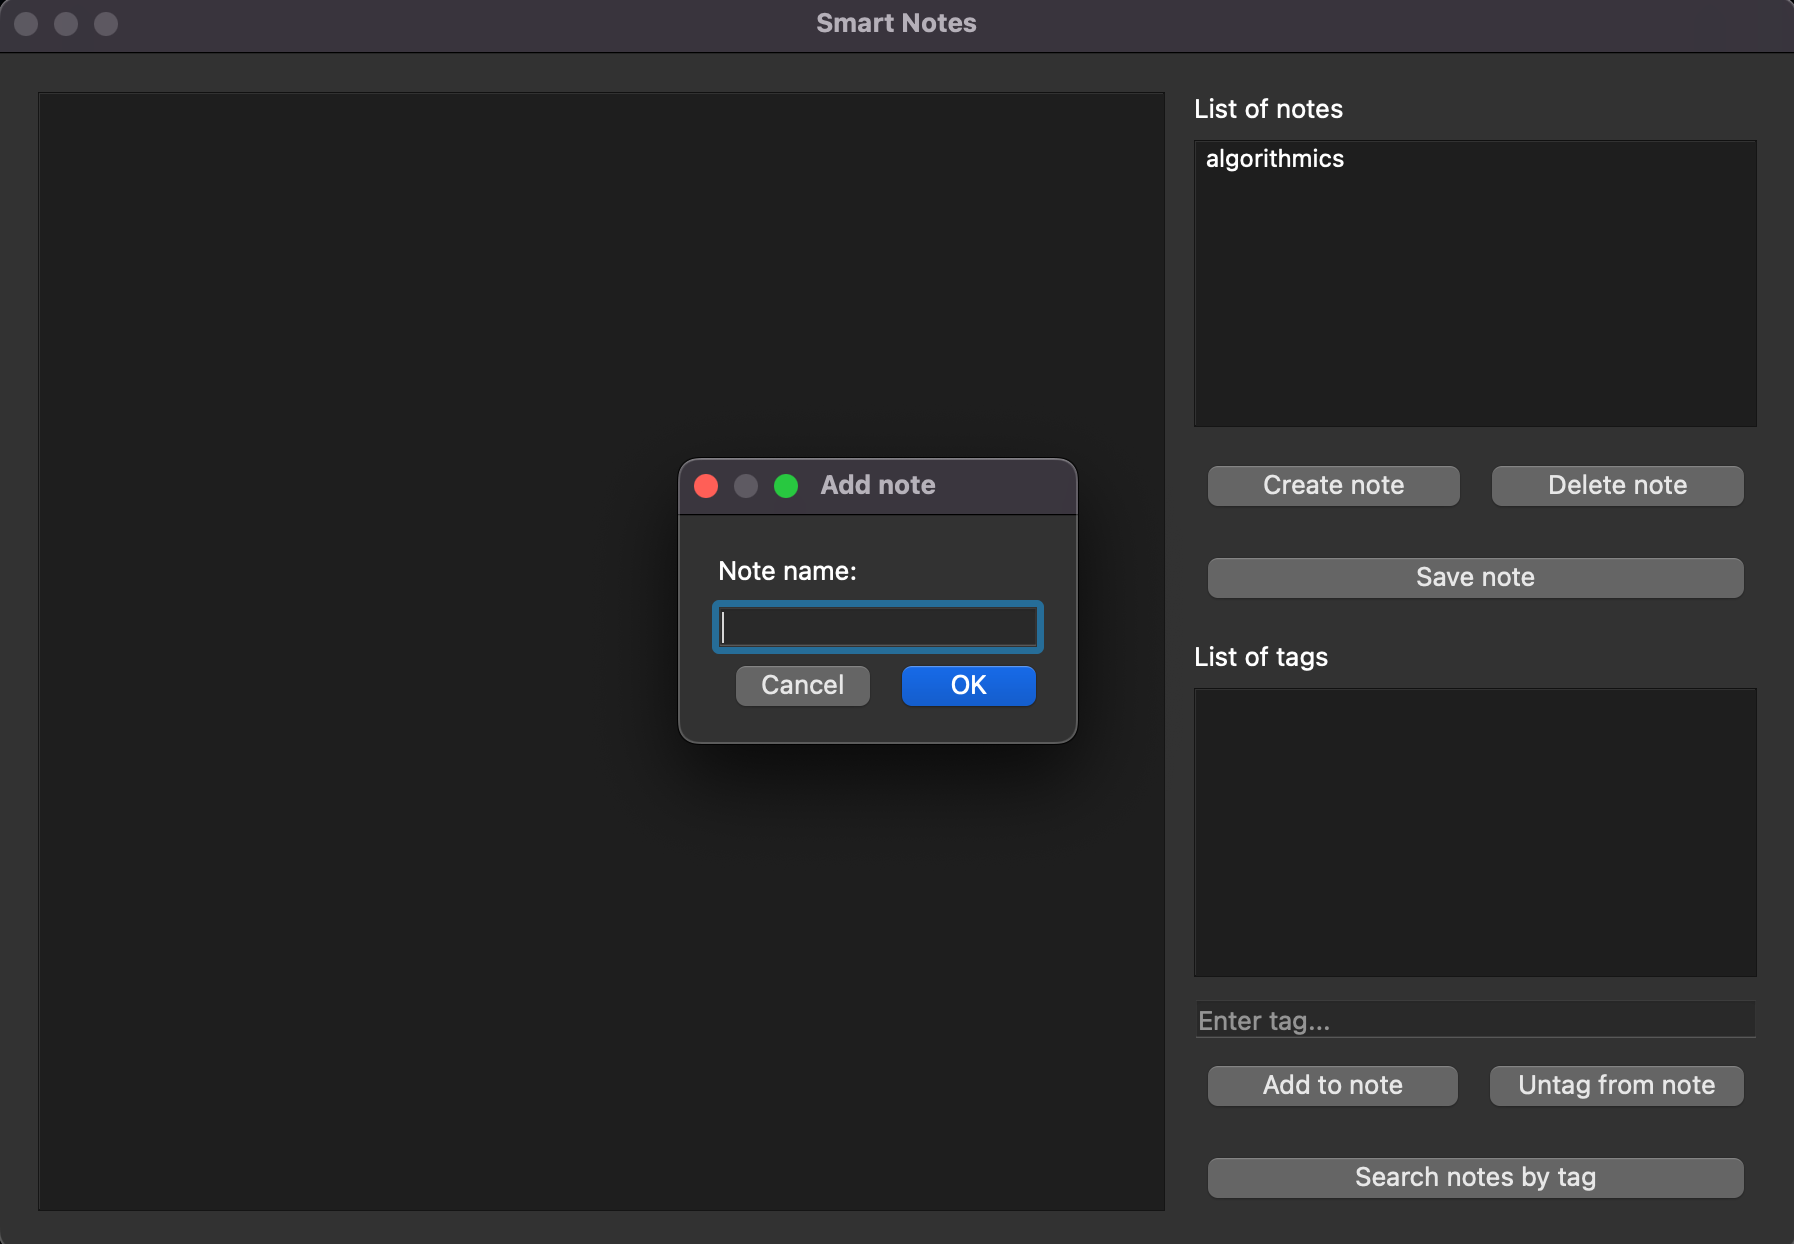 Smart Notes
List of notes
algorithmics
Create note
Delete note
Save note
Add note
Note name:
Cancel
OK
List of tags
Enter tag...
Add to note
Untag from note
Search notes by tag